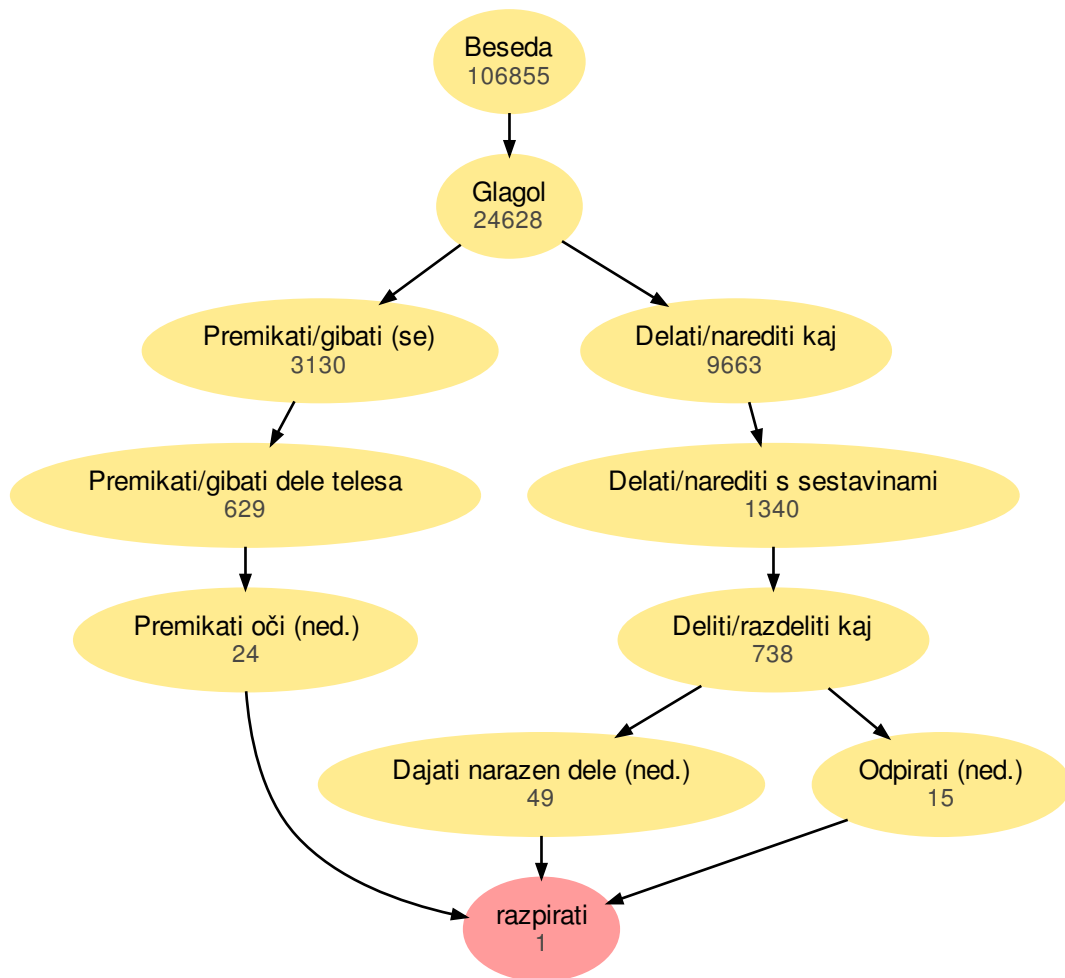 Beseda
106855
Glagol
24628
Premikati/gibati (se)
3130
Delati/narediti kaj
9663
Premikati/gibati dele telesa
629
Delati/narediti s sestavinami
1340
Premikati oči (ned.)
24
Deliti/razdeliti kaj
738
Dajati narazen dele (ned.)
49
Odpirati (ned.)
15
razpirati
1